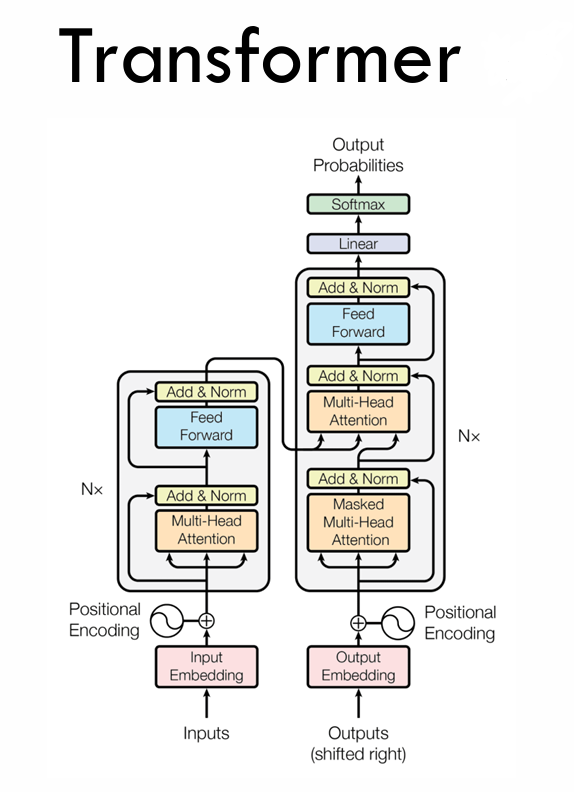 Transformer
Output
Probabilities
Softmax
Linear
Add & Norm
Feed
Forward
Add & Norm
Multi-Head
Attention
Add & Norm
Masked
Multi-Head
Attention
Nx
Add & Norm
Feed
Forward
Add & Norm
Multi-Head
Attention
Nx
Positional
Encoding
Positional
Encoding
Input
Embedding
Output
Embedding
Inputs
Outputs
(shifted right)